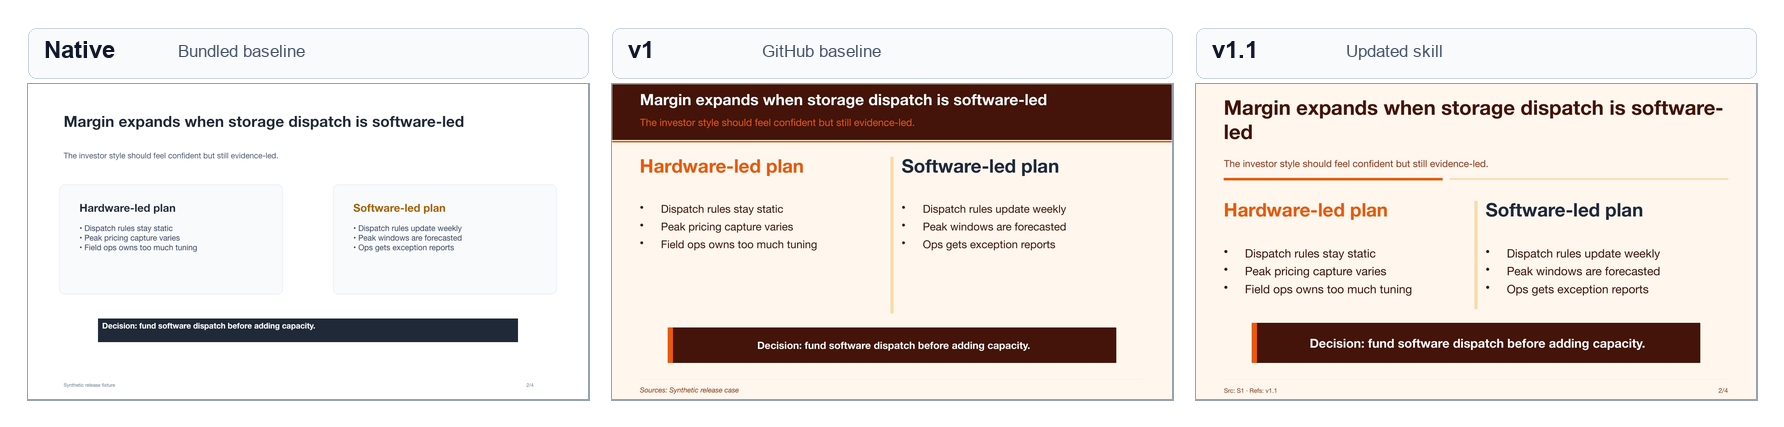 Native Bundled baseline
Margin expands when storage dispatch is software-led
The investor style should feel confident but still evidence-led.
Hardware-led plan
• Dispatch rules stay static
• Peak pricing capture varies
• Field ops owns too much tuning
Software-led plan
• Dispatch rules update weekly
• Peak windows are forecasted
• Ops gets exception reports
Decision: fund software dispatch before adding capacity.
Synthetic release fixture 2/4
v1 GitHub baseline
Margin expands when storage dispatch is software-led
The investor style should feel confident but still evidence-led.
Hardware-led plan
• Dispatch rules stay static
• Peak pricing capture varies
• Field ops owns too much tuning
Software-led plan
• Dispatch rules update weekly
• Peak windows are forecasted
• Ops gets exception reports
Decision: fund software dispatch before adding capacity.
Sources: Synthetic release case
v1.1 Updated skill
Margin expands when storage dispatch is software-
led
The investor style should feel confident but still evidence-led.
Hardware-led plan
• Dispatch rules stay static
• Peak pricing capture varies
• Field ops owns too much tuning
Software-led plan
• Dispatch rules update weekly
• Peak windows are forecasted
• Ops gets exception reports
Decision: fund software dispatch before adding capacity.
Src: S1 · Refs: v1.1 2/4